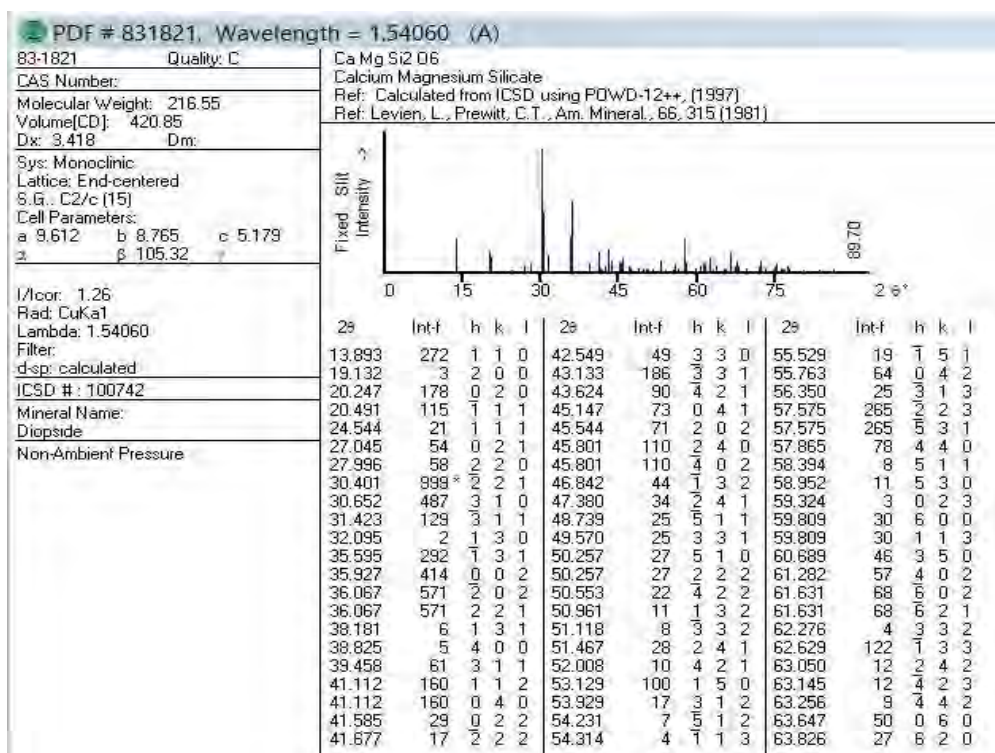 PDF # 831821, Wavelength = 1.54060 (A)
83-1821 Quality: C
CAS Number:
Molecular Weight: 216.55
Volume[CD]: 420.85
Dx: 3.418 Dm:
Sys: Monoclinic
Lattice: End-centered
S.G.: C2/c (15)
Cell Parameters:
a 9.612 b 8.765 c 5.179
α β 105.32 γ
I/Icor: 1.26
Rad: CuKa1
Lambda: 1.54060
Filter:
d-sp: calculated
ICSD # : 100742
Mineral Name:
Diopside
Non-Ambient Pressure
Ca Mg Si2 O6
Calcium Magnesium Silicate
Ref: Calculated from ICSD using POWD-12++, (1997)
Ref: Levien, L., Prewitt, C.T., Am. Mineral., 66, 315 (1981)
Fixed Slit
Intensity ->
89.70
0 15 30 45 60 75 2 θ°
2θ Int-f h k l 2θ Int-f h k l 2θ Int-f h k l
13.893 272 1 1 0 42.549 49 3 3 0 55.529 19 1̅ 5 1
19.132 3 2 0 0 43.133 186 3̅ 3 1 55.763 64 0 4 2
20.247 178 0 2 0 43.624 90 4̅ 2 1 56.350 25 3̅ 1 3
20.491 115 1̅ 1 1 45.147 73 0 4 1 57.575 265 2̅ 2 3
24.544 21 1 1 1 45.544 71 2 0 2 57.575 265 5̅ 3 1
27.045 54 0 2 1 45.801 110 2 4 0 57.865 78 4 4 0
27.996 58 2 2 0 45.801 110 4̅ 0 2 58.394 8 5 1 1
30.401 999* 2̅ 2 1 46.842 44 1̅ 3 2 58.952 11 5 3 0
30.652 487 3 1 0 47.380 34 2̅ 4 1 59.324 3 0 2 3
31.423 129 3̅ 1 1 48.739 25 5̅ 1 1 59.809 30 6 0 0
32.095 2 1 3 0 49.570 25 3 3 1 59.809 30 1 1 3
35.595 292 1̅ 3 1 50.257 27 5 1 0 60.689 46 3 5 0
35.927 414 0 0 2 50.257 27 2̅ 2 2 61.282 57 4 0 2
36.067 571 2̅ 0 2 50.553 22 4̅ 2 2 61.631 68 6̅ 0 2
36.067 571 2 2 1 50.961 11 1 3 2 61.631 68 6̅ 2 1
38.181 6 1 3 1 51.118 8 3̅ 3 2 62.276 4 3 3 2
38.825 5 4 0 0 51.467 28 2 4 1 62.629 122 1̅ 3 3
39.458 61 3 1 1 52.008 10 4 2 1 63.050 12 2 4 2
41.112 160 1 1 2 53.129 100 1 5 0 63.145 12 4̅ 2 3
41.112 160 0 4 0 53.929 17 3 1 2 63.256 9 4̅ 4 2
41.585 29 0 2 2 54.231 7 5̅ 1 2 63.647 50 0 6 0
41.677 17 2̅ 2 2 54.314 4 1̅ 1 3 63.826 27 6 2 0